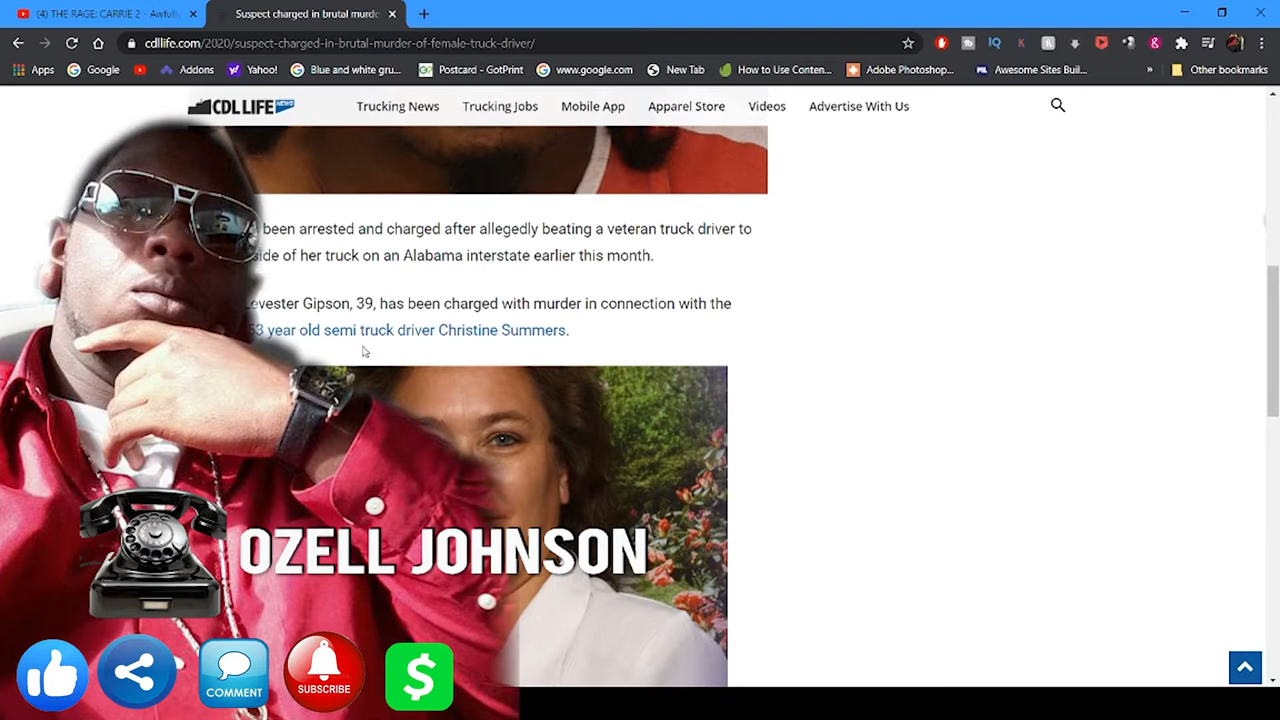 (4) THE RAGE: CARRIE 2 - Awfully
Suspect charged in brutal murde
cdllife.com/2020/suspect-charged-in-brutal-murder-of-female-truck-driver/
Apps Google Addons Yahoo! Blue and white gru... Postcard - GotPrint www.google.com New Tab How to Use Conten... Adobe Photoshop... Awesome Sites Buil... » Other bookmarks
CDL LIFE NEWS Trucking News Trucking Jobs Mobile App Apparel Store Videos Advertise With Us
been arrested and charged after allegedly beating a veteran truck driver to
side of her truck on an Alabama interstate earlier this month.
Levester Gipson, 39, has been charged with murder in connection with the
53 year old semi truck driver Christine Summers.
OZELL JOHNSON
COMMENT
SUBSCRIBE
$